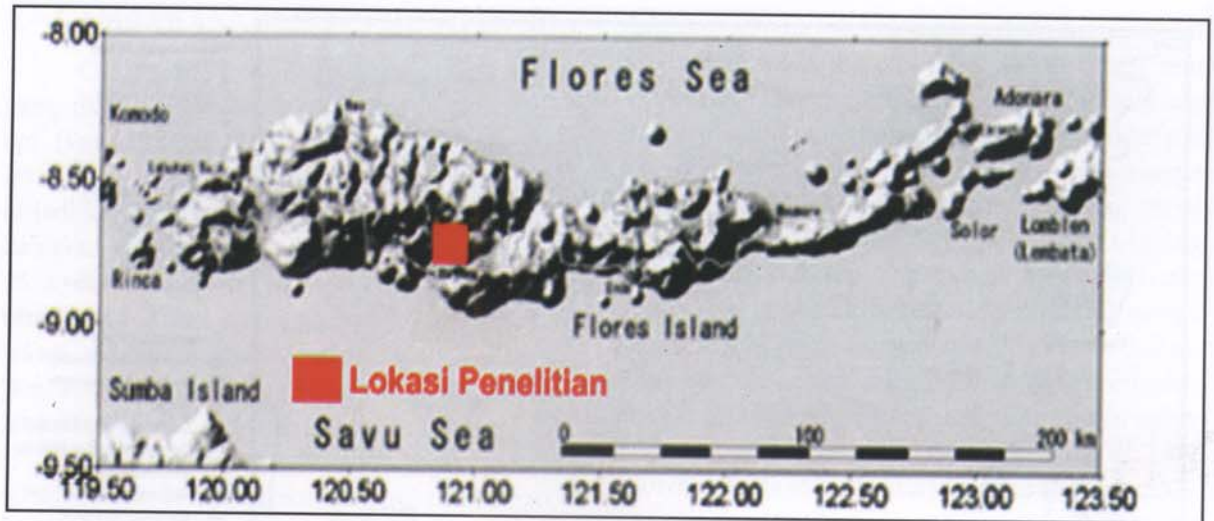 -8.00
Flores Sea
Komodo
Adonara
-8.50
Solor
Lomblen
(Lembata)
Rinca
-9.00
Flores Island
Lokasi Penelitian
Sumba Island
Savu Sea
0 100 200 km
-9.50
119.50 120.00 120.50 121.00 121.50 122.00 122.50 123.00 123.50